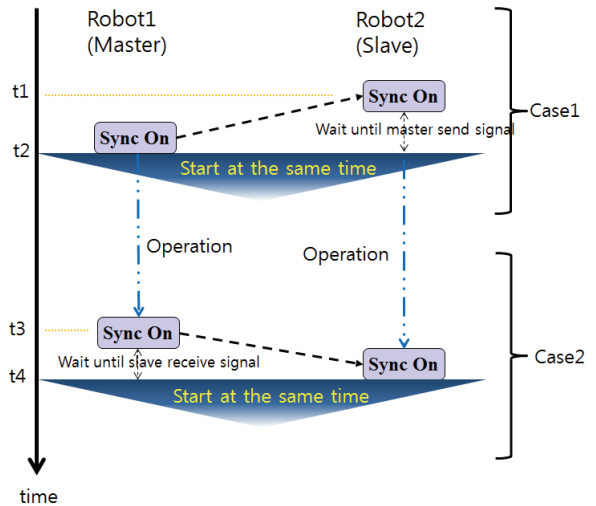 Robot1
(Master)
Robot2
(Slave)
t1
Sync On
Case1
Sync On
Wait until master send signal
t2
Start at the same time
Operation
Operation
t3
Sync On
Wait until slave receive signal
Sync On
Case2
t4
Start at the same time
time